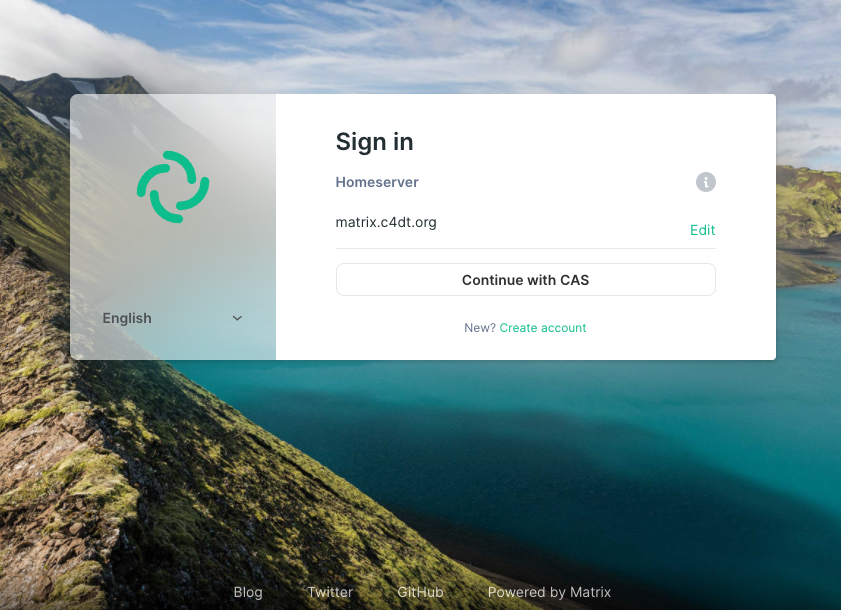 Sign in
Homeserver
matrix.c4dt.org
Edit
Continue with CAS
New? Create account
English
Blog
Twitter
GitHub
Powered by Matrix